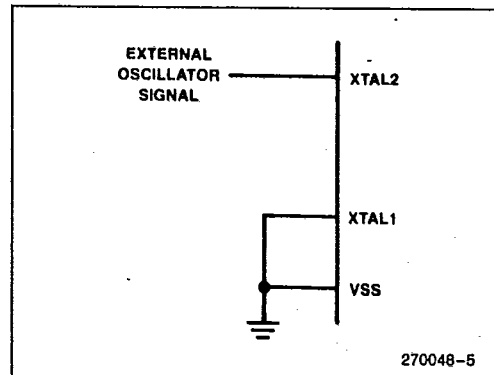 EXTERNAL
OSCILLATOR
SIGNAL
XTAL2
XTAL1
VSS
270048-5